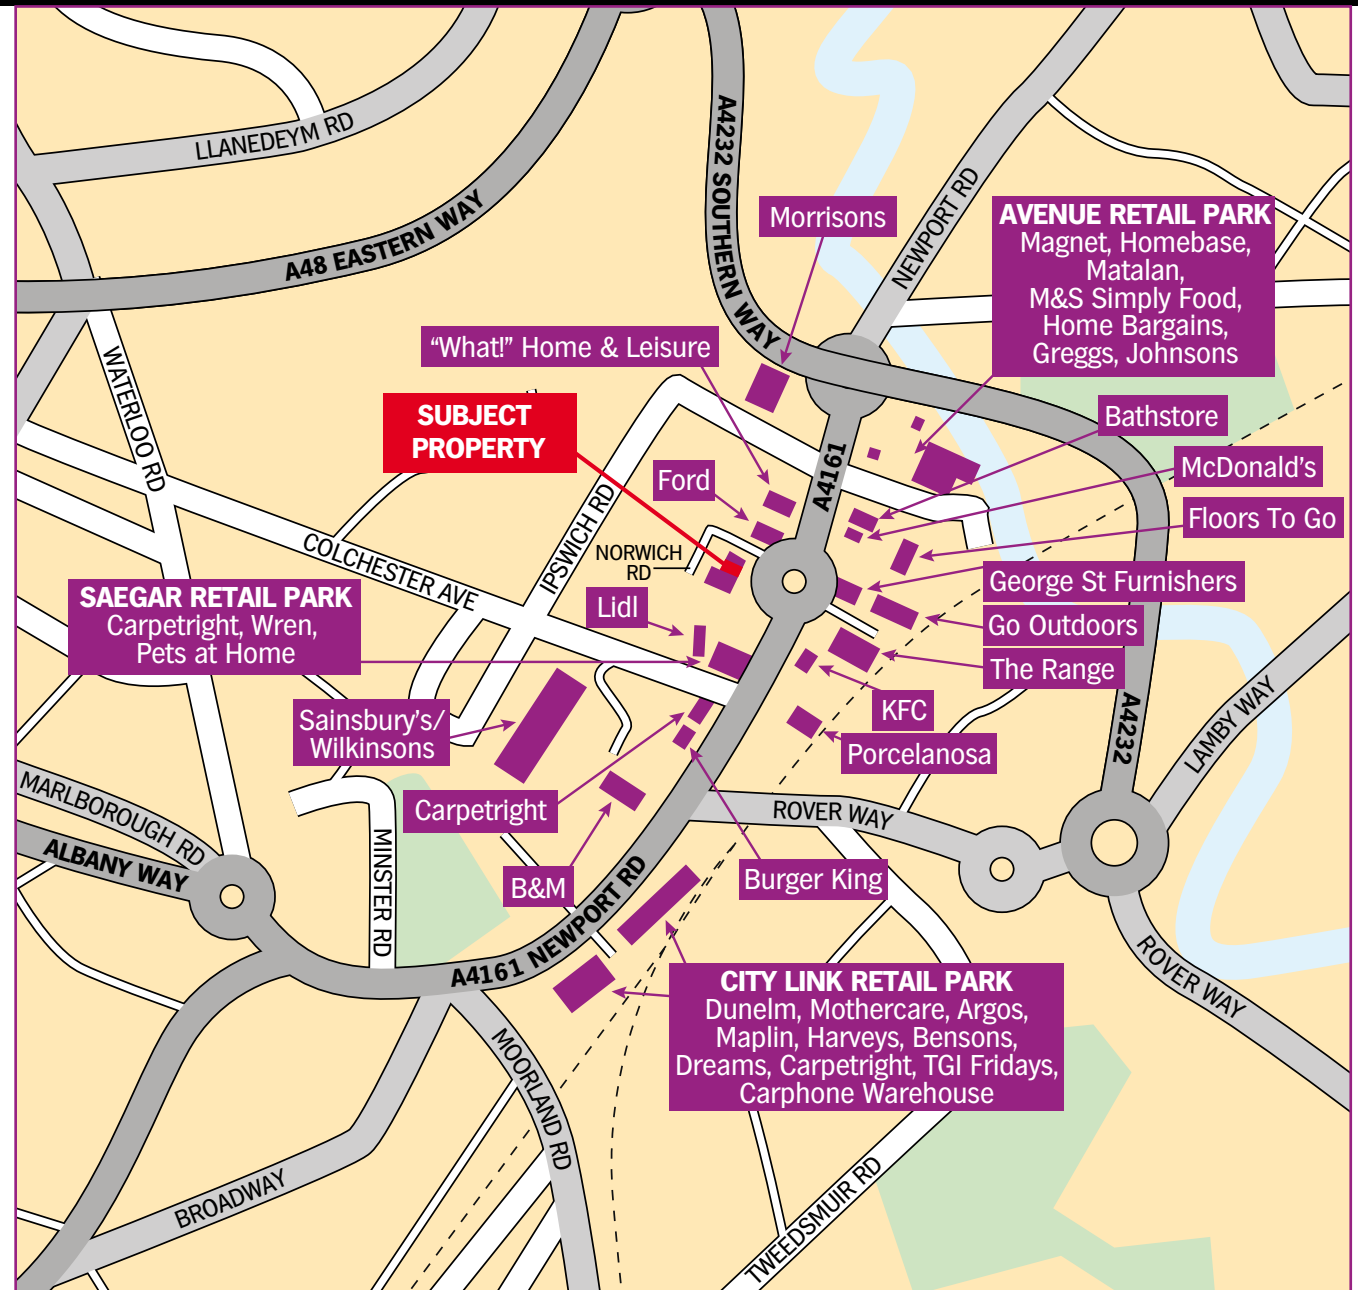 LLANEDEYM RD
A48 EASTERN WAY
A4232 SOUTHERN WAY
NEWPORT RD
Morrisons
AVENUE RETAIL PARK
Magnet, Homebase,
Matalan,
M&S Simply Food,
Home Bargains,
Greggs, Johnsons
“What!” Home & Leisure
WATERLOO RD
SUBJECT
PROPERTY
Bathstore
A4161
McDonald’s
Ford
IPSWICH RD
Floors To Go
COLCHESTER AVE
NORWICH
RD
George St Furnishers
SAEGAR RETAIL PARK
Carpetright, Wren,
Pets at Home
Lidl
Go Outdoors
The Range
Sainsbury’s/
Wilkinsons
KFC
A4232
LAMBY WAY
Porcelanosa
MARLBOROUGH RD
Carpetright
ROVER WAY
ALBANY WAY
MINSTER RD
B&M
Burger King
A4161 NEWPORT RD
ROVER WAY
CITY LINK RETAIL PARK
Dunelm, Mothercare, Argos,
Maplin, Harveys, Bensons,
Dreams, Carpetright, TGI Fridays,
Carphone Warehouse
MOORLAND RD
BROADWAY
TWEEDSMUIR RD